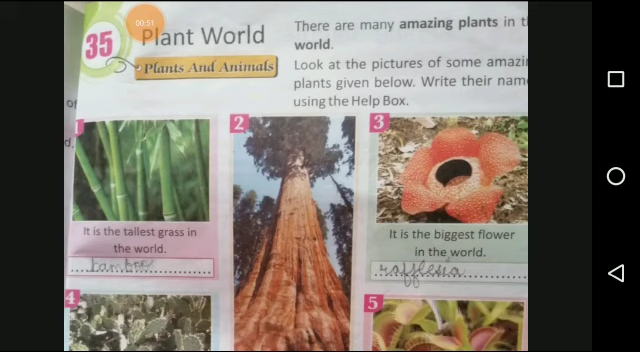 00:51
35
Plant World
Plants And Animals
There are many amazing plants in t
world.
Look at the pictures of some amazi
plants given below. Write their nam
using the Help Box.
1
2
3
It is the tallest grass in
the world.
bamboo
It is the biggest flower
in the world.
rafflesia
4
5